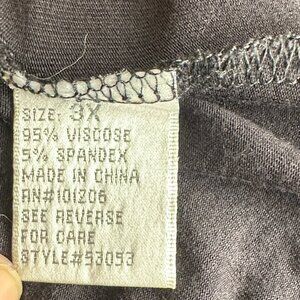 SIZE: 3X
95% VISCOSE
5% SPANDEX
MADE IN CHINA
RN#101206
SEE REVERSE
FOR CARE
STYLE#53053